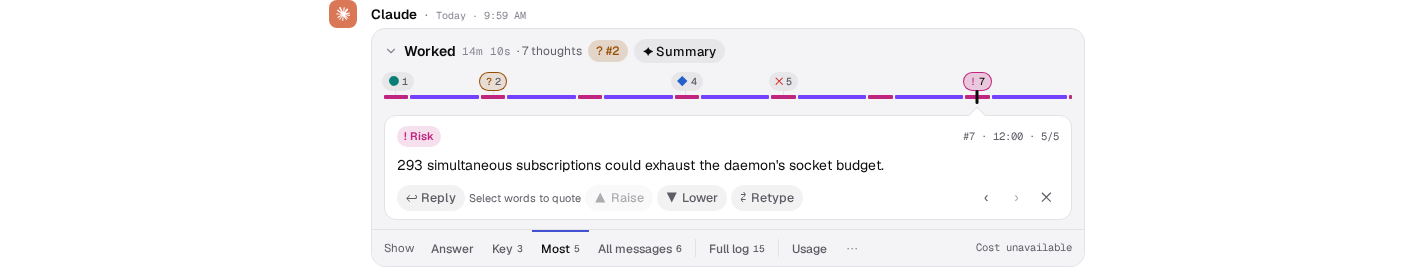 Claude · Today · 9:59 AM
Worked 14m 10s · 7 thoughts ? #2 ✦ Summary
1 ? 2 4 5 ! 7
! Risk #7 · 12:00 · 5/5
293 simultaneous subscriptions could exhaust the daemon's socket budget.
↩ Reply Select words to quote ▲ Raise ▼ Lower ⇄ Retype ‹ › ×
Show Answer Key 3 Most 5 All messages 6 Full log 15 Usage ··· Cost unavailable